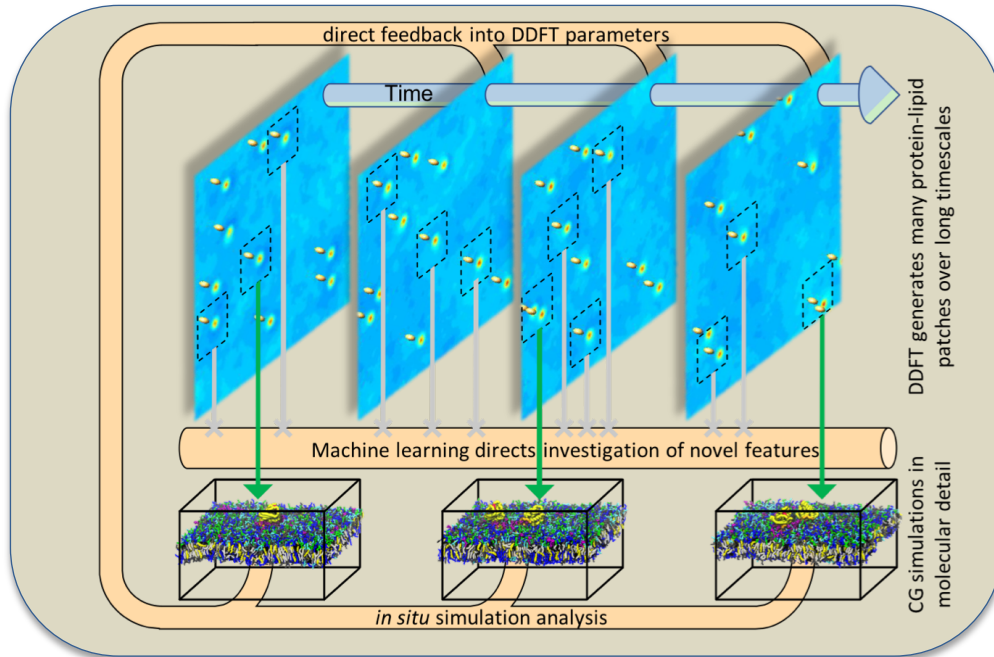 direct feedback into DDFT parameters
Time
DDFT generates many protein-lipid
patches over long timescales
Machine learning directs investigation of novel features
CG simulations in
molecular detail
in situ simulation analysis